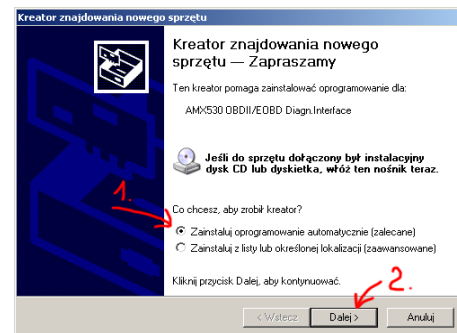 Kreator znajdowania nowego sprzętu
Kreator znajdowania nowego
sprzętu — Zapraszamy
Ten kreator pomaga zainstalować oprogramowanie dla:
AMX530 OBDII/EOBD Diagn.Interface
Jeśli do sprzętu dołączony był instalacyjny
dysk CD lub dyskietka, włóż ten nośnik teraz.
1.
Co chcesz, aby zrobił kreator?
Zainstaluj oprogramowanie automatycznie (zalecane)
Zainstaluj z listy lub określonej lokalizacji (zaawansowane)
Kliknij przycisk Dalej, aby kontynuować.
2.
< Wstecz Dalej > Anuluj